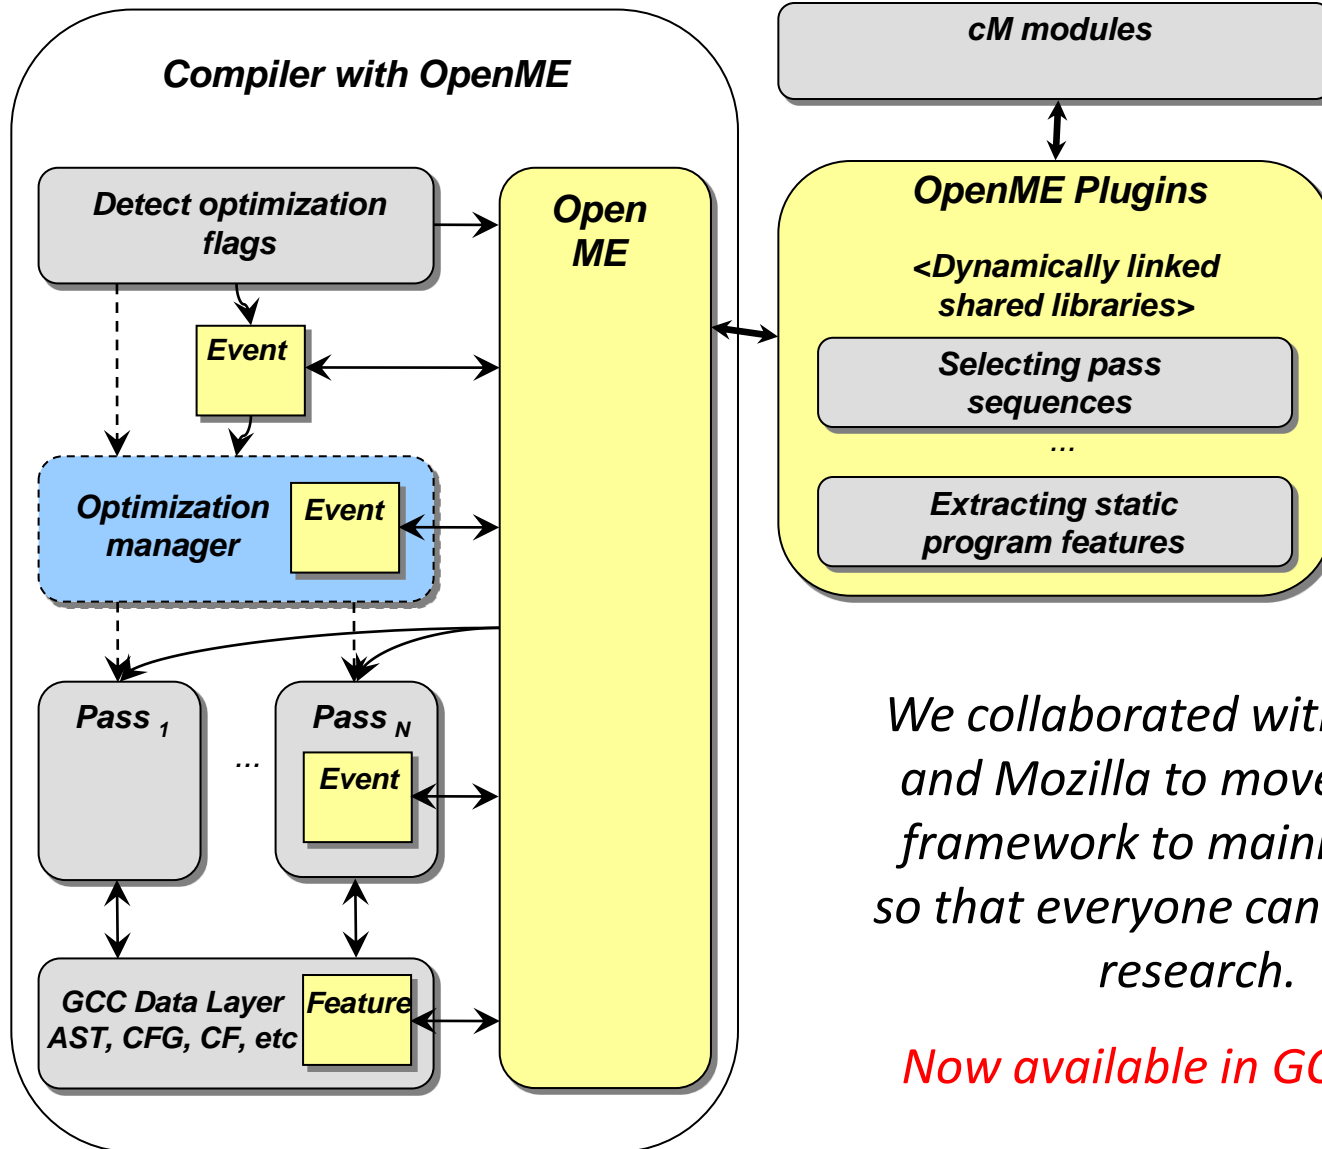 Compiler with OpenME
Detect optimization
flags
Event
Optimization
manager
Event
Pass 1
...
Pass N
Event
GCC Data Layer
AST, CFG, CF, etc
Feature
Open
ME
cM modules
OpenME Plugins
<Dynamically linked
shared libraries>
Selecting pass
sequences
...
Extracting static
program features
We collaborated with
and Mozilla to move
framework to main
so that everyone can
research.
Now available in